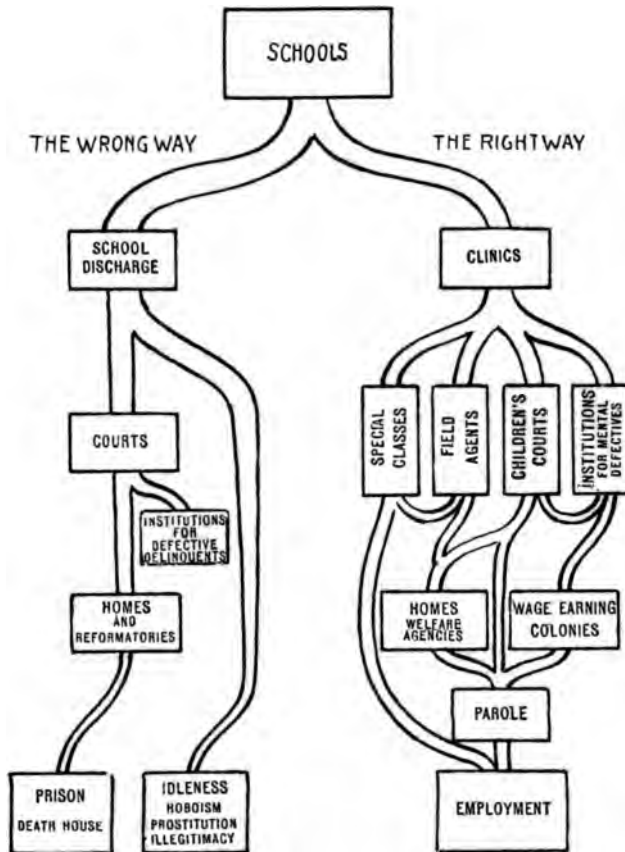 SCHOOLS
THE WRONG WAY
THE RIGHT WAY
SCHOOL
DISCHARGE
CLINICS
COURTS
SPECIAL
CLASSES
FIELD
AGENTS
CHILDREN'S
COURTS
INSTITUTIONS
FOR MENTAL
DEFECTIVES
INSTITUTIONS
FOR
DEFECTIVE
DELINQUENTS
HOMES
AND
REFORMATORIES
HOMES
WELFARE
AGENCIES
WAGE EARNING
COLONIES
PAROLE
PRISON
DEATH HOUSE
IDLENESS
HOBOISM
PROSTITUTION
ILLEGITIMACY
EMPLOYMENT